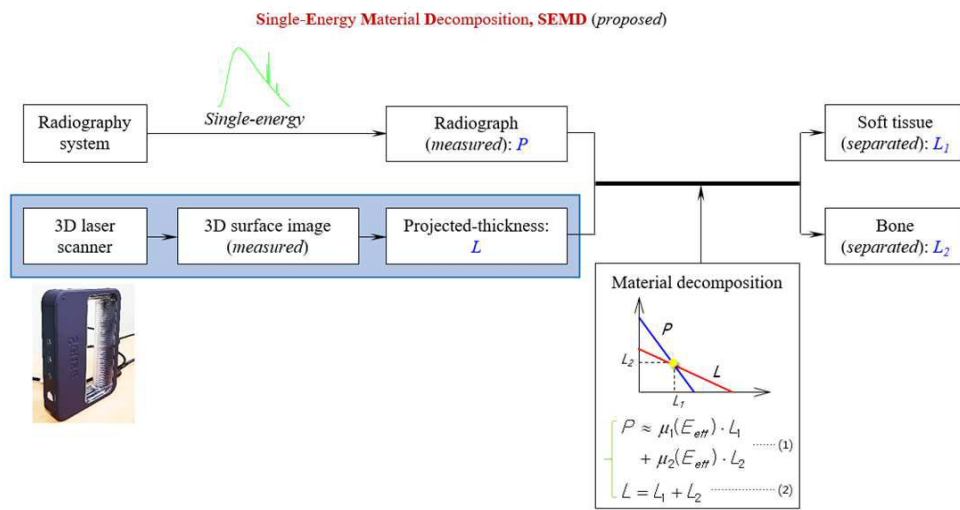 Single-Energy Material Decomposition, SEMD (proposed)
Single-energy
Radiography
system
Radiograph
(measured): P
Soft tissue
(separated): L₁
3D laser
scanner
3D surface image
(measured)
Projected-thickness:
L
Bone
(separated): L₂
Material decomposition
P
L₂
L
L₁
P ≈ μ₁(E_eff) · L₁
+ μ₂(E_eff) · L₂ ········ (1)
L = L₁ + L₂ ················ (2)